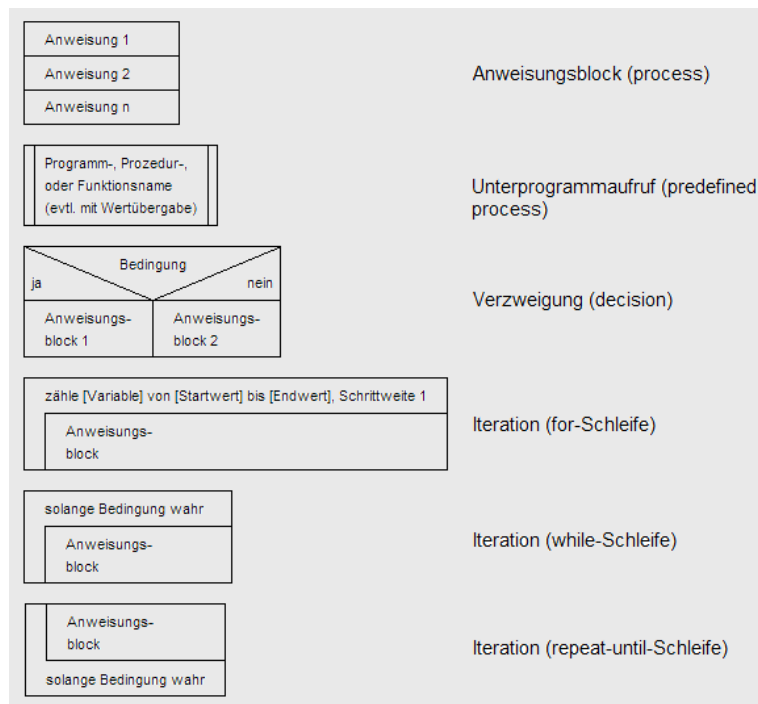 Anweisung 1
Anweisung 2
Anweisung n
Anweisungsblock (process)
Programm-, Prozedur-,
oder Funktionsname
(evtl. mit Wertübergabe)
Unterprogrammaufruf (predefined
process)
Bedingung
ja
nein
Anweisungs-
block 1
Anweisungs-
block 2
Verzweigung (decision)
zähle [Variable] von [Startwert] bis [Endwert], Schrittweite 1
Anweisungs-
block
Iteration (for-Schleife)
solange Bedingung wahr
Anweisungs-
block
Iteration (while-Schleife)
Anweisungs-
block
solange Bedingung wahr
Iteration (repeat-until-Schleife)